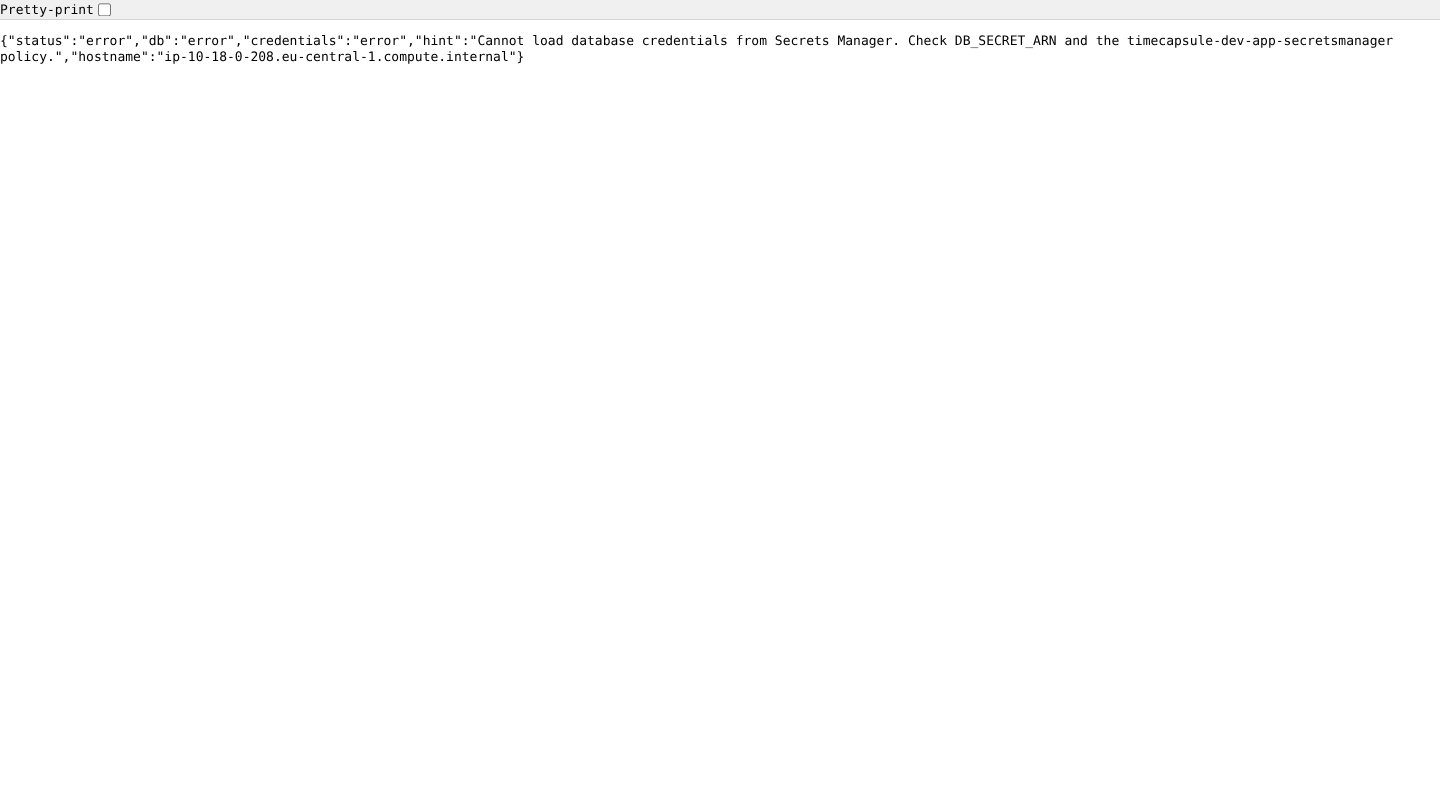 Pretty-print
{"status":"error","db":"error","credentials":"error","hint":"Cannot load database credentials from Secrets Manager. Check DB_SECRET_ARN and the timecapsule-dev-app-secretsmanager
policy.","hostname":"ip-10-18-0-208.eu-central-1.compute.internal"}